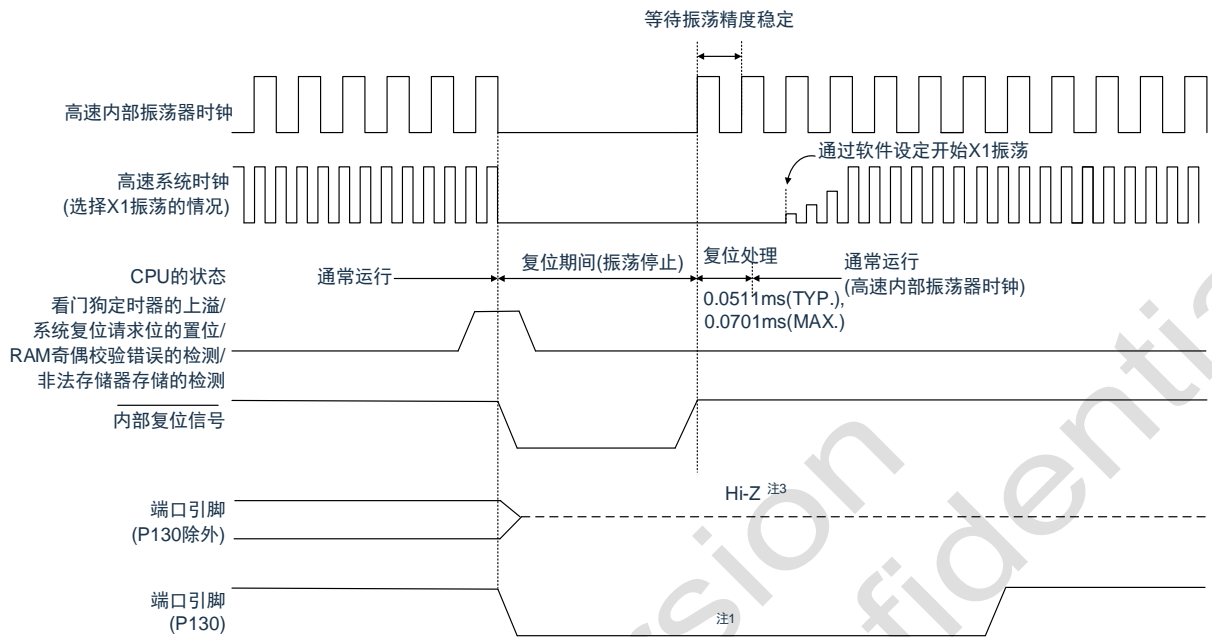 等待振荡精度稳定
高速内部振荡器时钟
通过软件设定开始X1振荡
高速系统时钟
(选择X1振荡的情况)
CPU的状态
通常运行
复位期间(振荡停止)
复位处理
通常运行
(高速内部振荡器时钟)
0.0511ms(TYP.),
0.0701ms(MAX.)
看门狗定时器的上溢/
系统复位请求位的置位/
RAM奇偶校验错误的检测/
非法存储器存储的检测
内部复位信号
Hi-Z 注3
端口引脚
(P130除外)
端口引脚
(P130)
注1